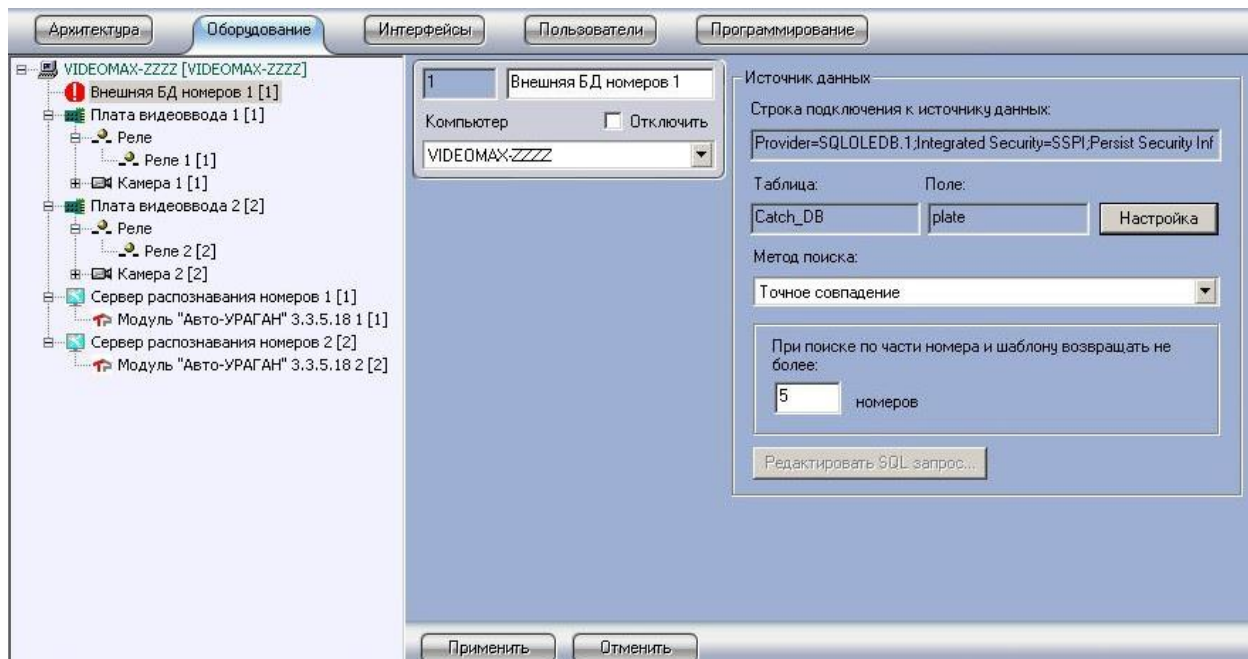 Архитектура
Оборудование
Интерфейсы
Пользователи
Программирование
VIDEOMAX-ZZZZ [VIDEOMAX-ZZZZ]
Внешняя БД номеров 1 [1]
Плата видеоввода 1 [1]
Реле
Реле 1 [1]
Камера 1 [1]
Плата видеоввода 2 [2]
Реле
Реле 2 [2]
Камера 2 [2]
Сервер распознавания номеров 1 [1]
Модуль "Авто-УРАГАН" 3.3.5.18 1 [1]
Сервер распознавания номеров 2 [2]
Модуль "Авто-УРАГАН" 3.3.5.18 2 [2]
1
Внешняя БД номеров 1
Компьютер
Отключить
VIDEOMAX-ZZZZ
Источник данных
Строка подключения к источнику данных:
Provider=SQLOLEDB.1;Integrated Security=SSPI;Persist Security Inf
Таблица:
Поле:
Catch_DB
plate
Настройка
Метод поиска:
Точное совпадение
При поиске по части номера и шаблону возвращать не
более:
5
номеров
Редактировать SQL запрос...
Применить
Отменить